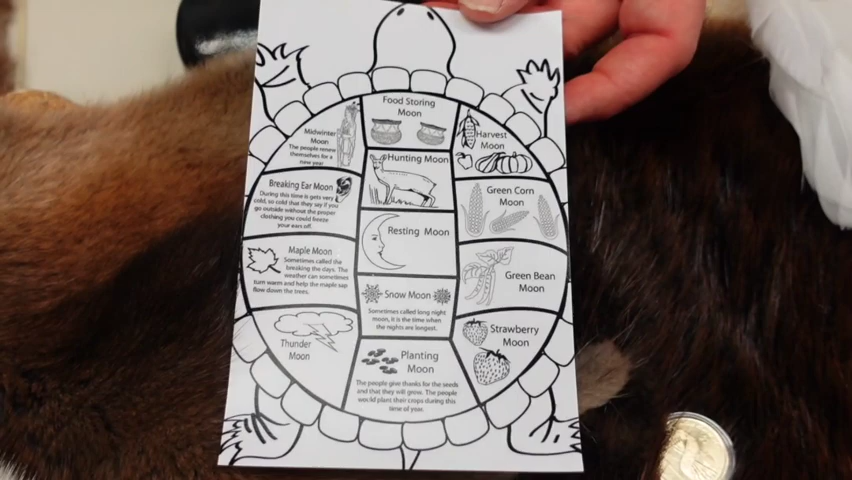 Food Storing
Moon
Midwinter
Moon
The people renew
themselves for a
new year
Harvest
Moon
Hunting Moon
Breaking Ear Moon
During this time is gets very
cold, so cold that they say if you
go outside without the proper
clothing you could freeze
your ears off.
Green Corn
Moon
Resting Moon
Maple Moon
Sometimes called the
breaking the days. The
weather can sometimes
turn warm and help the maple sap
flow down the trees.
Green Bean
Moon
Snow Moon
Sometimes called long night
moon, it is the time when
the nights are longest.
Thunder
Moon
Strawberry
Moon
Planting
Moon
The people give thanks for the seeds
and that they will grow. The people
would plant their crops during this
time of year.